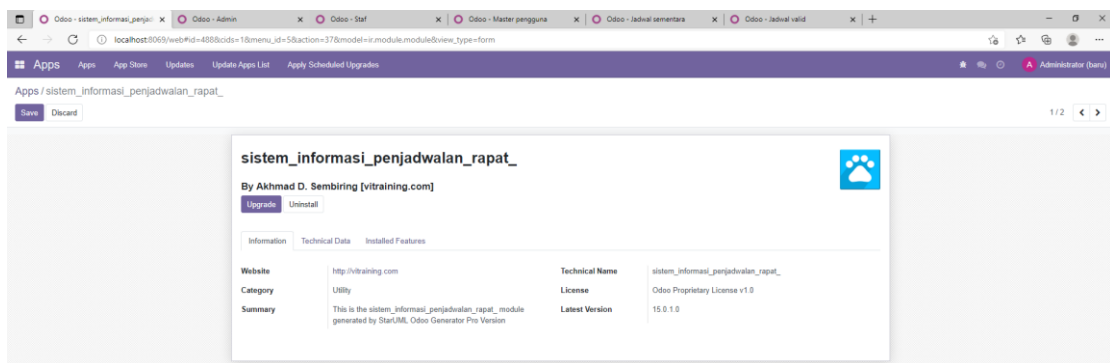 Odoo - sistem_informasi_penjad
Odoo - Admin
Odoo - Staf
Odoo - Master pengguna
Odoo - Jadwal sementara
Odoo - Jadwal valid
localhost:8069/web#id=488&cids=1&menu_id=5&action=37&model=ir.module.module&view_type=form
Apps Apps App Store Updates Update Apps List Apply Scheduled Upgrades A Administrator (baru)
Apps / sistem_informasi_penjadwalan_rapat_
Save Discard 1 / 2
sistem_informasi_penjadwalan_rapat_
By Akhmad D. Sembiring [vitraining.com]
Upgrade Uninstall
Information Technical Data Installed Features
Website http://vitraining.com Technical Name sistem_informasi_penjadwalan_rapat_
Category Utility License Odoo Proprietary License v1.0
Summary This is the sistem_informasi_penjadwalan_rapat_ module Latest Version 15.0.1.0
generated by StarUML Odoo Generator Pro Version